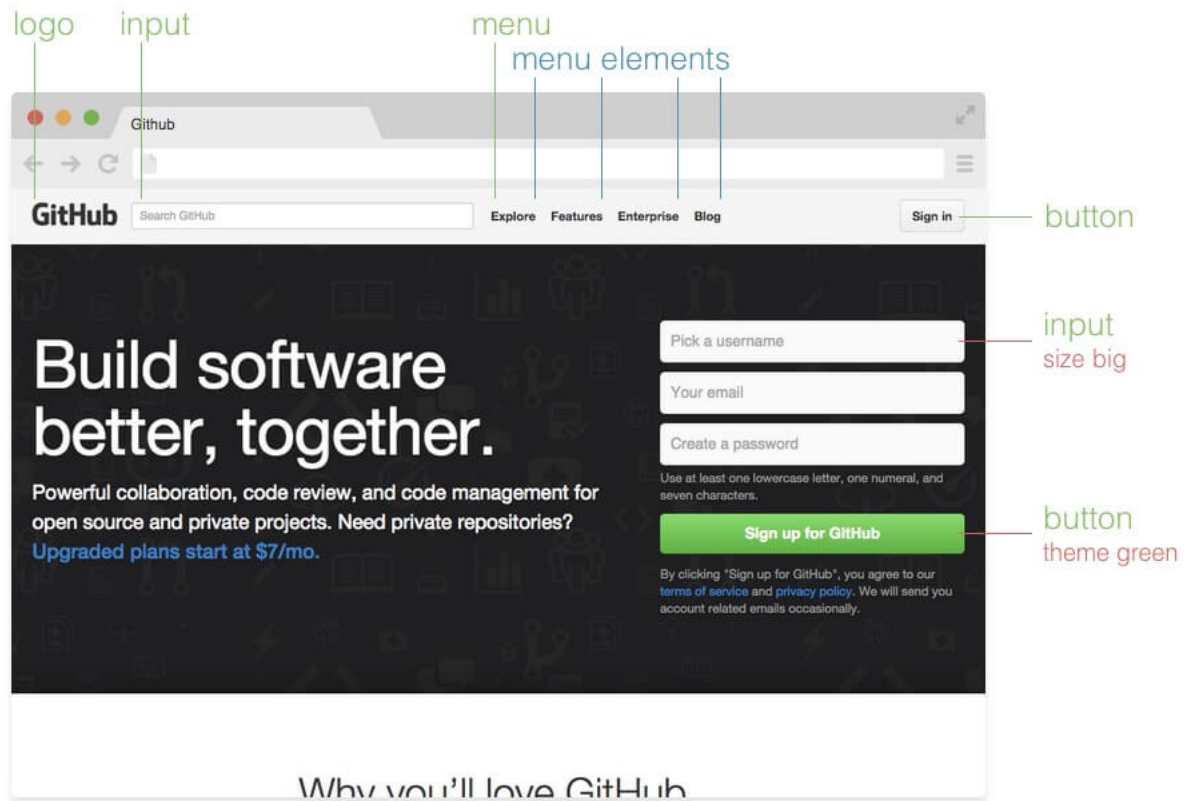 logo input menu
menu elements
Github
GitHub Search GitHub Explore Features Enterprise Blog Sign in button
Pick a username input
size big
Build software
better, together.
Your email
Create a password
Use at least one lowercase letter, one numeral, and
seven characters.
Powerful collaboration, code review, and code management for
open source and private projects. Need private repositories?
Upgraded plans start at $7/mo.
Sign up for GitHub button
theme green
By clicking "Sign up for GitHub", you agree to our
terms of service and privacy policy. We will send you
account related emails occasionally.
Why you'll love GitHub